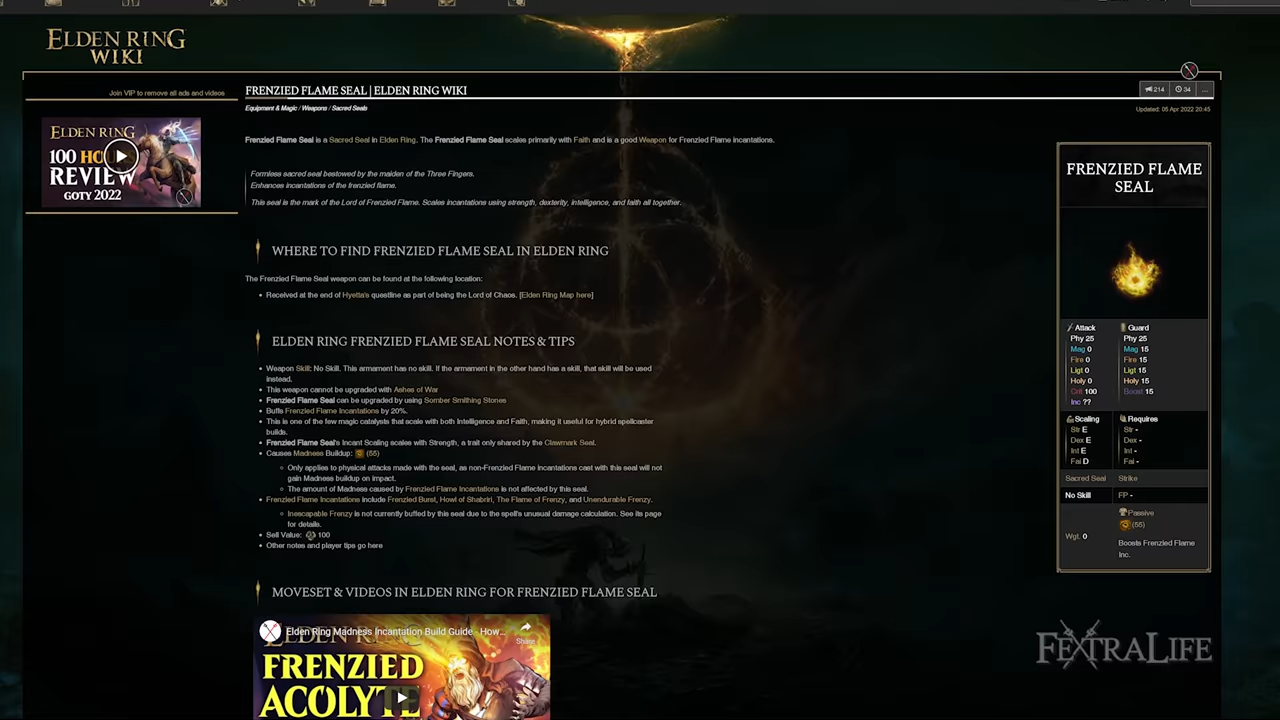 ELDEN RING
WIKI
Join VIP to remove all ads and videos
ELDEN RING
100 HO
REVIEW
GOTY 2022
FRENZIED FLAME SEAL | ELDEN RING WIKI
214
34
...
Equipment & Magic / Weapons / Sacred Seals
Updated: 05 Apr 2022 20:45
Frenzied Flame Seal is a Sacred Seal in Elden Ring. The Frenzied Flame Seal scales primarily with Faith and is a good Weapon for Frenzied Flame incantations.
Formless sacred seal bestowed by the maiden of the Three Fingers.
Enhances incantations of the frenzied flame.
This seal is the mark of the Lord of Frenzied Flame. Scales incantations using strength, dexterity, intelligence, and faith all together.
WHERE TO FIND FRENZIED FLAME SEAL IN ELDEN RING
The Frenzied Flame Seal weapon can be found at the following location:
• Received at the end of Hyetta's questline as part of being the Lord of Chaos. [Elden Ring Map here]
ELDEN RING FRENZIED FLAME SEAL NOTES & TIPS
• Weapon Skill: No Skill. This armament has no skill. If the armament in the other hand has a skill, that skill will be used
instead.
• This weapon cannot be upgraded with Ashes of War
• Frenzied Flame Seal can be upgraded by using Somber Smithing Stones
• Buffs Frenzied Flame Incantations by 20%.
• This is one of the few magic catalysts that scale with both Intelligence and Faith, making it useful for hybrid spellcaster
builds.
• Frenzied Flame Seal's Incant Scaling scales with Strength, a trait only shared by the Clawmark Seal.
• Causes Madness Buildup: (55)
Only applies to physical attacks made with the seal, as non-Frenzied Flame incantations cast with this seal will not
gain Madness buildup on impact.
The amount of Madness caused by Frenzied Flame Incantations is not affected by this seal.
• Frenzied Flame Incantations include Frenzied Burst, Howl of Shabriri, The Flame of Frenzy, and Unendurable Frenzy.
Inescapable Frenzy is not currently buffed by this seal due to the spell's unusual damage calculation. See its page
for details.
• Sell Value: 100
• Other notes and player tips go here
MOVESET & VIDEOS IN ELDEN RING FOR FRENZIED FLAME SEAL
Elden Ring Madness Incantation Build Guide - How...
Share
ELDEN RING
FRENZIED
ACOLYTE
FRENZIED FLAME
SEAL
Attack Guard
Phy 25 Phy 25
Mag 0 Mag 15
Fire 0 Fire 15
Ligt 0 Ligt 15
Holy 0 Holy 15
Crit 100 Boost 15
Inc ??
Scaling Requires
Str E Str -
Dex E Dex -
Int E Int -
Fai D Fai -
Sacred Seal Strike
No Skill FP -
Wgt. 0 Passive
(55)
Boosts Frenzied Flame
Inc.
FEXTRALIFE